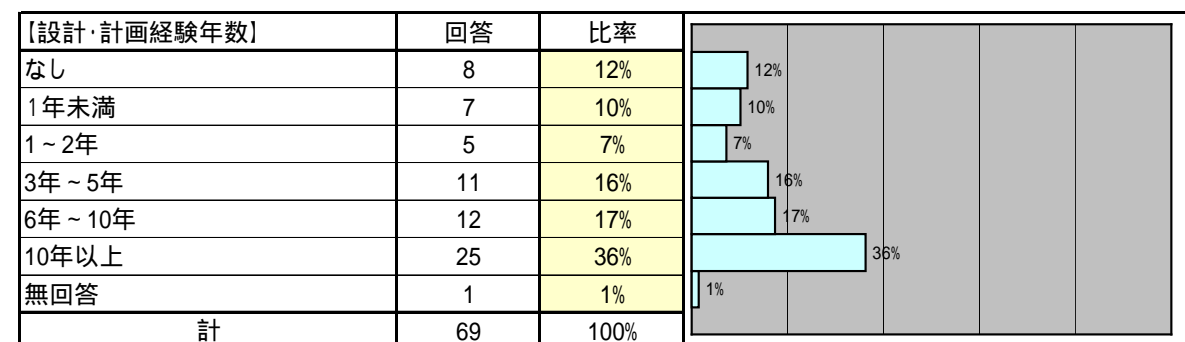 【設計・計画経験年数】 回答 比率
なし 8 12% 12%
1年未満 7 10% 10%
1～2年 5 7% 7%
3年～5年 11 16% 16%
6年～10年 12 17% 17%
10年以上 25 36% 36%
無回答 1 1% 1%
計 69 100%